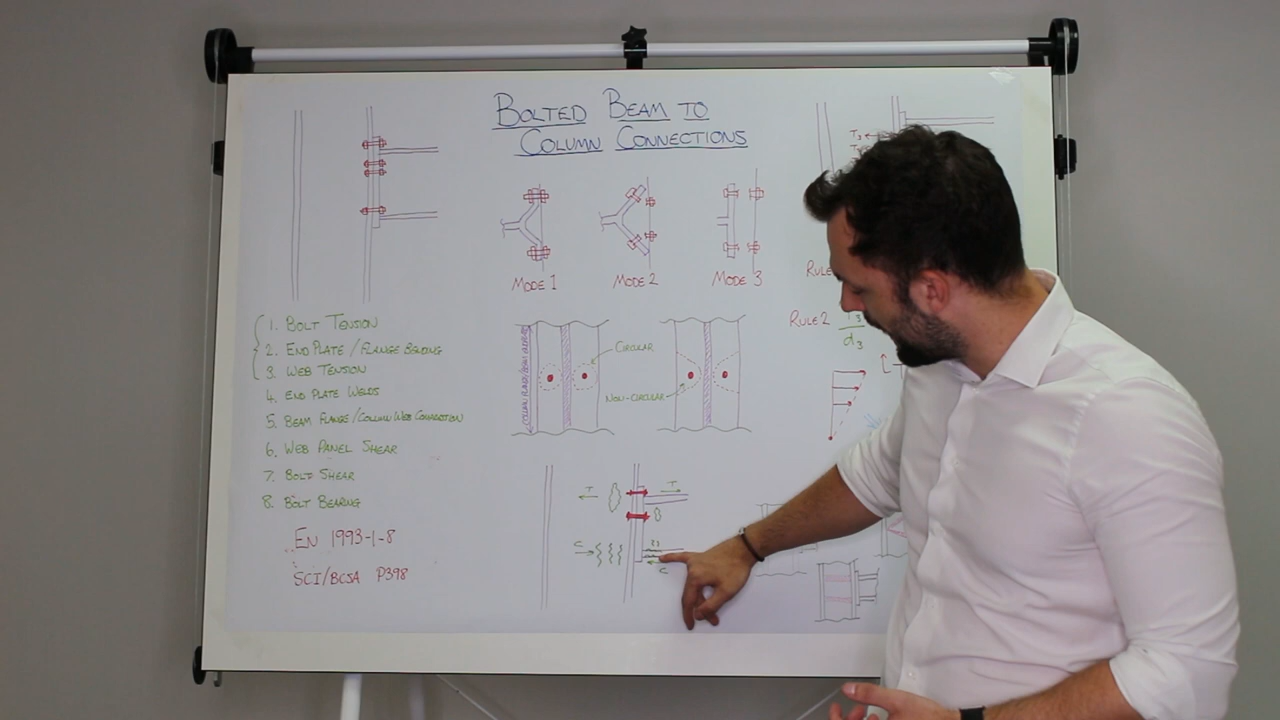 BOLTED BEAM TO
COLUMN CONNECTIONS
MODE 1
MODE 2
MODE 3
1. BOLT TENSION
2. END PLATE / FLANGE BENDING
3. WEB TENSION
4. END PLATE WELDS
5. BEAM FLANGE/COLUMN WEB COMPRESSION
6. WEB PANEL SHEAR
7. BOLT SHEAR
8. BOLT BEARING
EN 1993-1-8
SCI/BCSA P398
CIRCULAR
NON-CIRCULAR
T
T
C
C
T3
RULE
RULE 2
d3